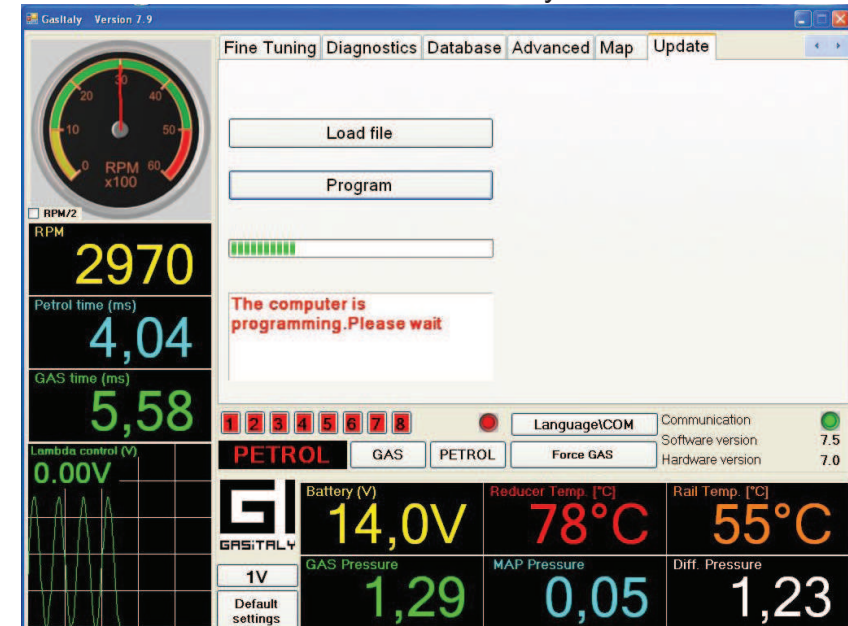 GasItaly Version 7.9
Fine Tuning Diagnostics Database Advanced Map Update
0 10 20 30 40 50 60
RPM
x100
RPM/2
Load file
Program
The computer is
programming.Please wait
RPM
2970
Petrol time (ms)
4,04
GAS time (ms)
5,58
Lambda control (V)
0.00V
1 2 3 4 5 6 7 8
Language\COM
Communication
PETROL GAS PETROL Force GAS
Software version 7.5
Hardware version 7.0
GI
GASiTALY
1V
Default
settings
Battery (V)
14,0V
Reducer Temp. [°C]
78°C
Rail Temp. [°C]
55°C
GAS Pressure
1,29
MAP Pressure
0,05
Diff. Pressure
1,23